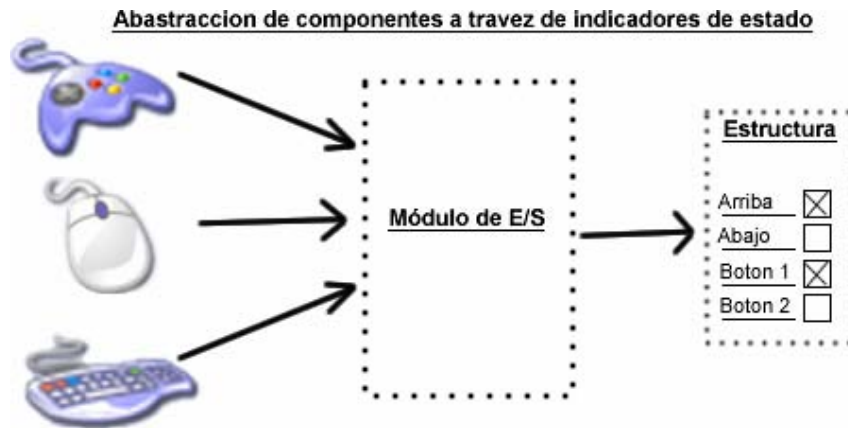 Abastraccion de componentes a travez de indicadores de estado
Módulo de E/S
Estructura
Arriba
Abajo
Boton 1
Boton 2